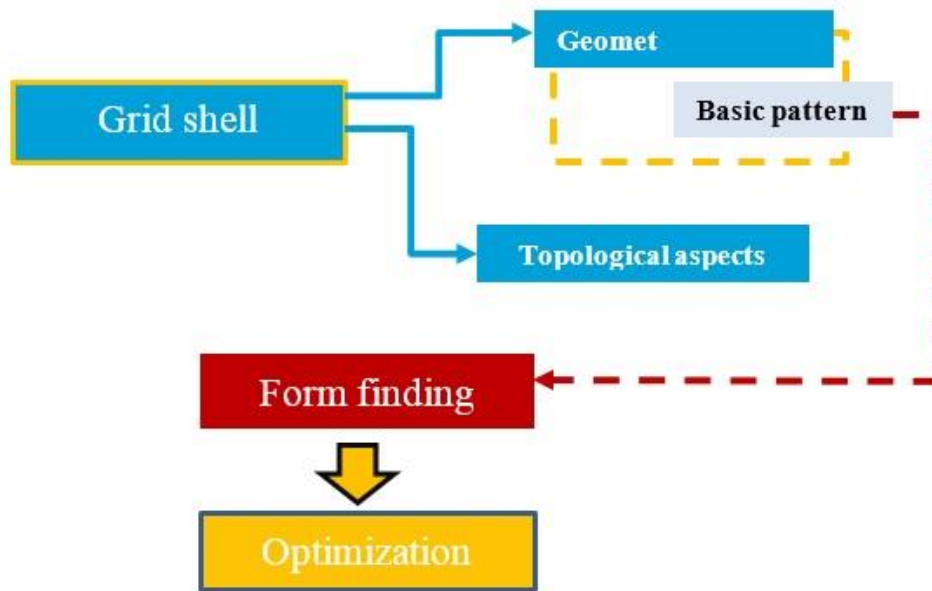 Geomet
Grid shell
Basic pattern
Topological aspects
Form finding
Optimization